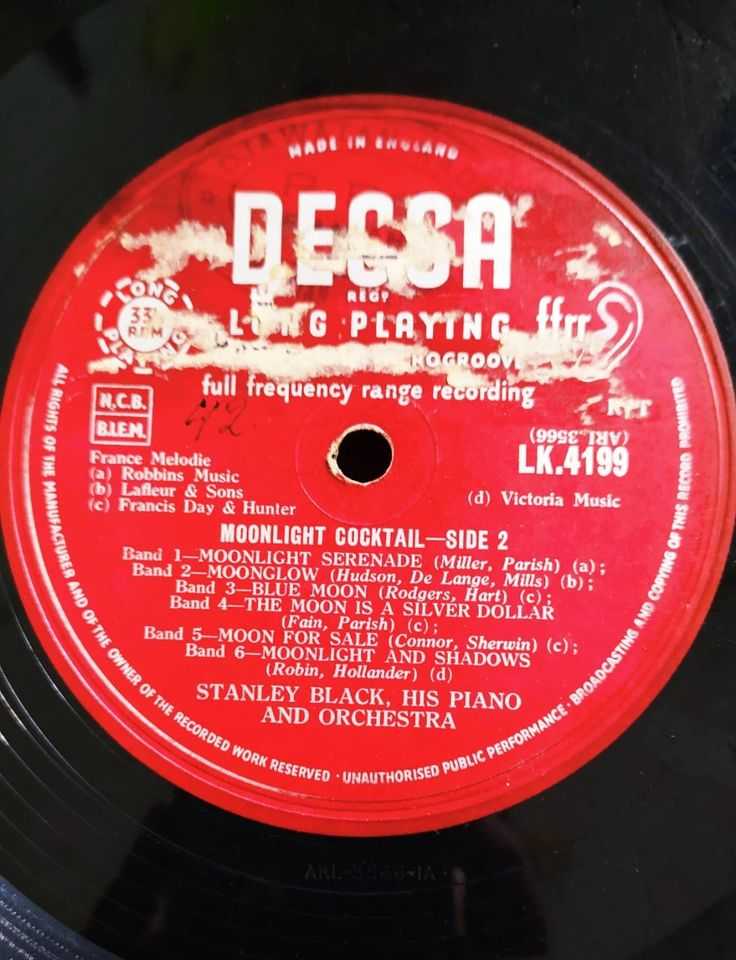 MADE IN ENGLAND
DECCA
REGD
LONG PLAYING ffrr
LONG
33⅓
RPM
PLAYING
full frequency range recording
N.C.B.
B.I.E.M.
42.
(ARL.3566)
LK.4199
France Melodie
(a) Robbins Music
(b) Lafleur & Sons
(c) Francis Day & Hunter
(d) Victoria Music
MOONLIGHT COCKTAIL—SIDE 2
Band 1—MOONLIGHT SERENADE (Miller, Parish) (a);
Band 2—MOONGLOW (Hudson, De Lange, Mills) (b);
Band 3—BLUE MOON (Rodgers, Hart) (c);
Band 4—THE MOON IS A SILVER DOLLAR
(Fain, Parish) (c);
Band 5—MOON FOR SALE (Connor, Sherwin) (c);
Band 6—MOONLIGHT AND SHADOWS
(Robin, Hollander) (d)
STANLEY BLACK, HIS PIANO
AND ORCHESTRA
ALL RIGHTS OF THE MANUFACTURER AND OF THE OWNER OF THE RECORDED WORK RESERVED · UNAUTHORISED PUBLIC PERFORMANCE · BROADCASTING AND COPYING OF THIS RECORD PROHIBITED